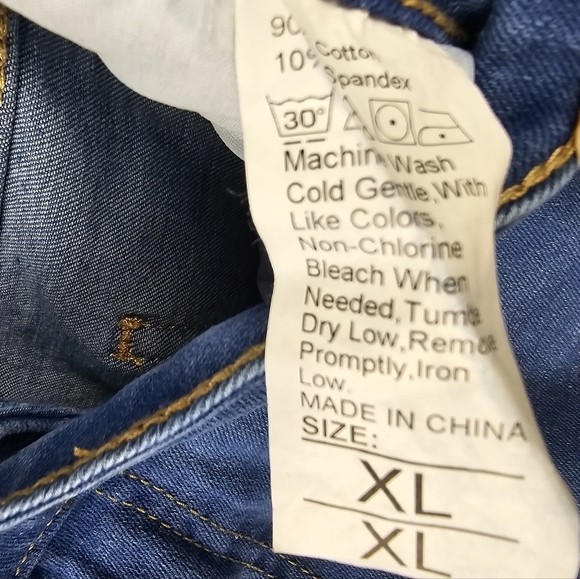 90% Cotton
10% Spandex
30°
Machine Wash
Cold Gentle, With
Like Colors,
Non-Chlorine
Bleach When
Needed, Tumble
Dry Low, Remove
Promptly, Iron
Low.
MADE IN CHINA
SIZE:
XL
XL